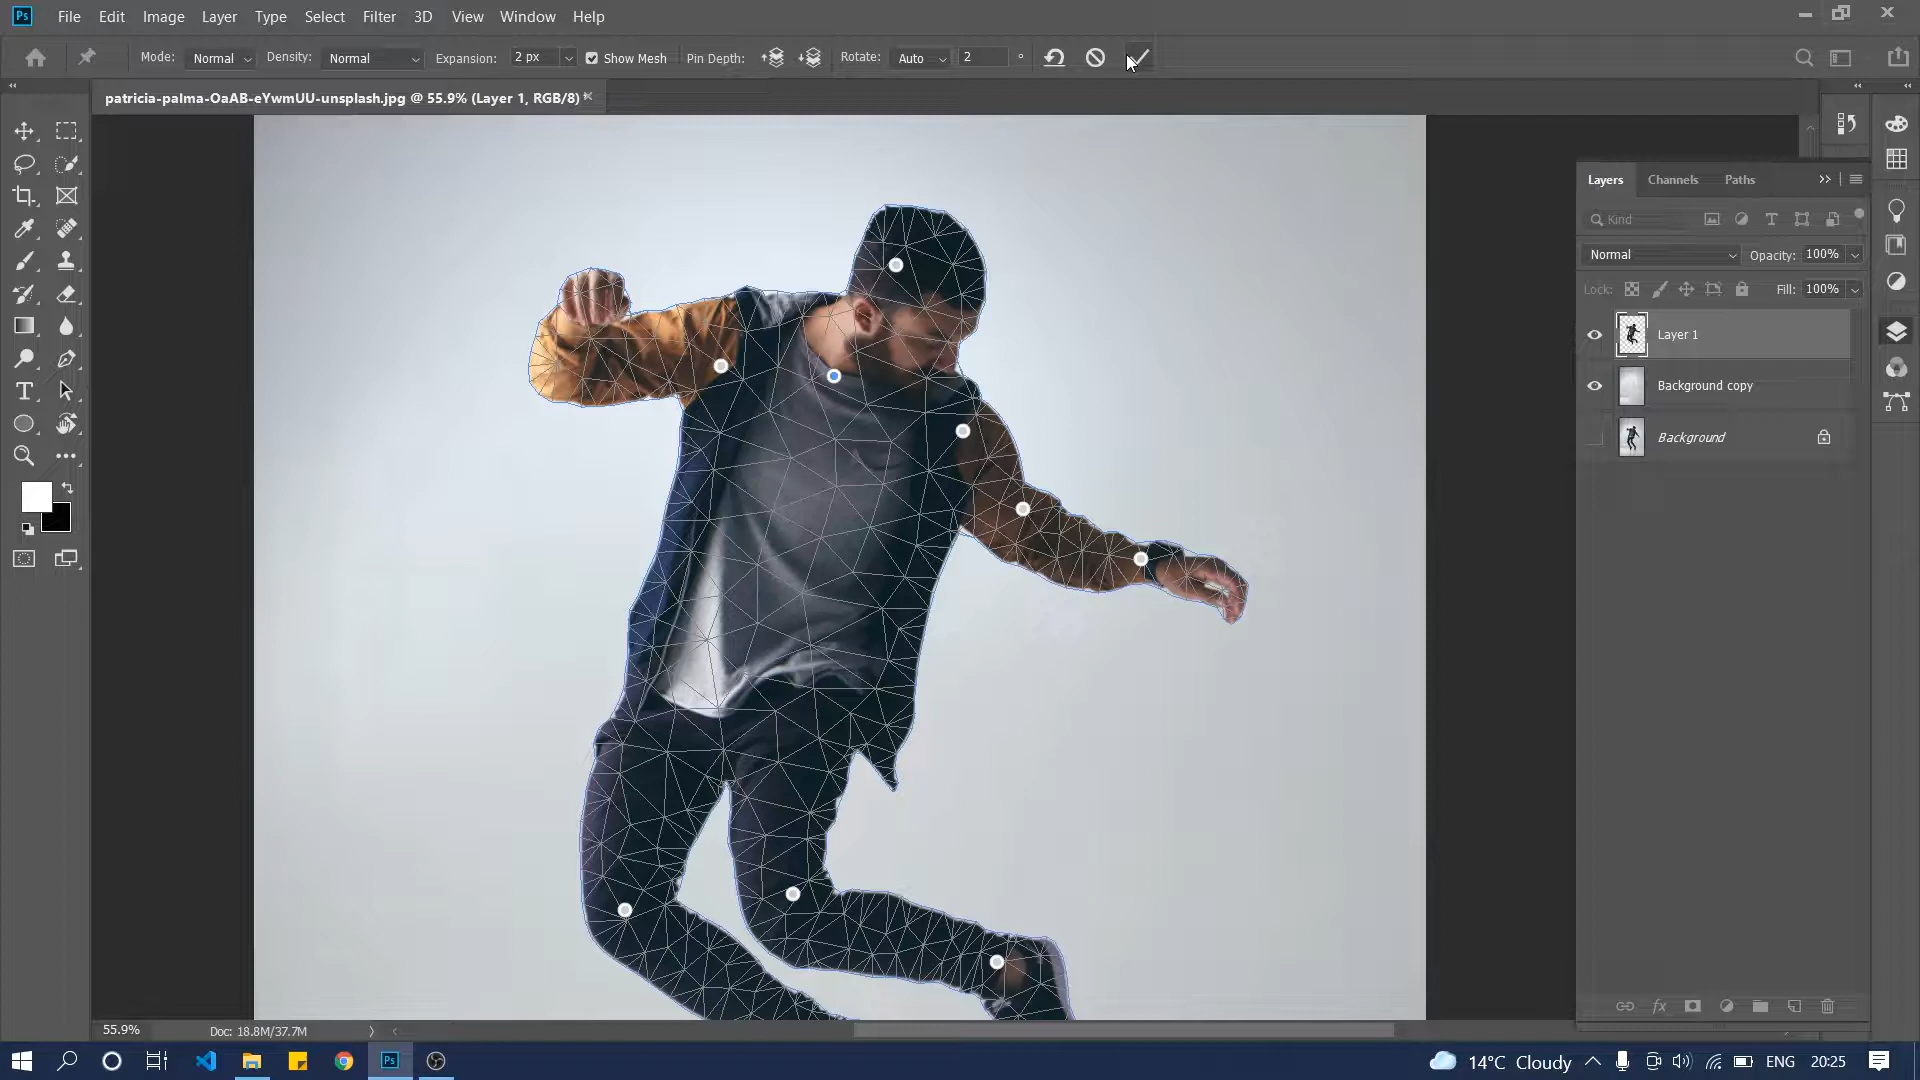 Ps File Edit Image Layer Type Select Filter 3D View Window Help
Mode: Normal Density: Normal Expansion: 2 px Show Mesh Pin Depth: Rotate: Auto 2 °
patricia-palma-OaAB-eYwmUU-unsplash.jpg @ 55.9% (Layer 1, RGB/8)
Layers Channels Paths
Kind
Normal Opacity: 100%
Lock: Fill: 100%
Layer 1
Background copy
Background
fx
55.9% Doc: 18.8M/37.7M
Ps 14°C Cloudy ENG 20:25